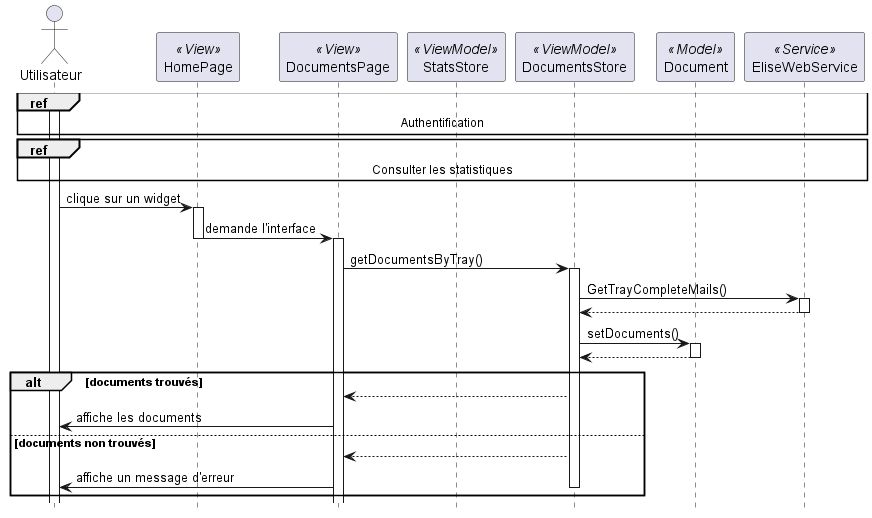 «View» «View» «ViewModel» «ViewModel» «Model» «Service»
Utilisateur HomePage DocumentsPage StatsStore DocumentsStore Document EliseWebService
ref
Authentification
ref
Consulter les statistiques
clique sur un widget
demande l'interface
getDocumentsByTray()
GetTrayCompleteMails()
setDocuments()
alt [documents trouvés]
affiche les documents
[documents non trouvés]
affiche un message d'erreur